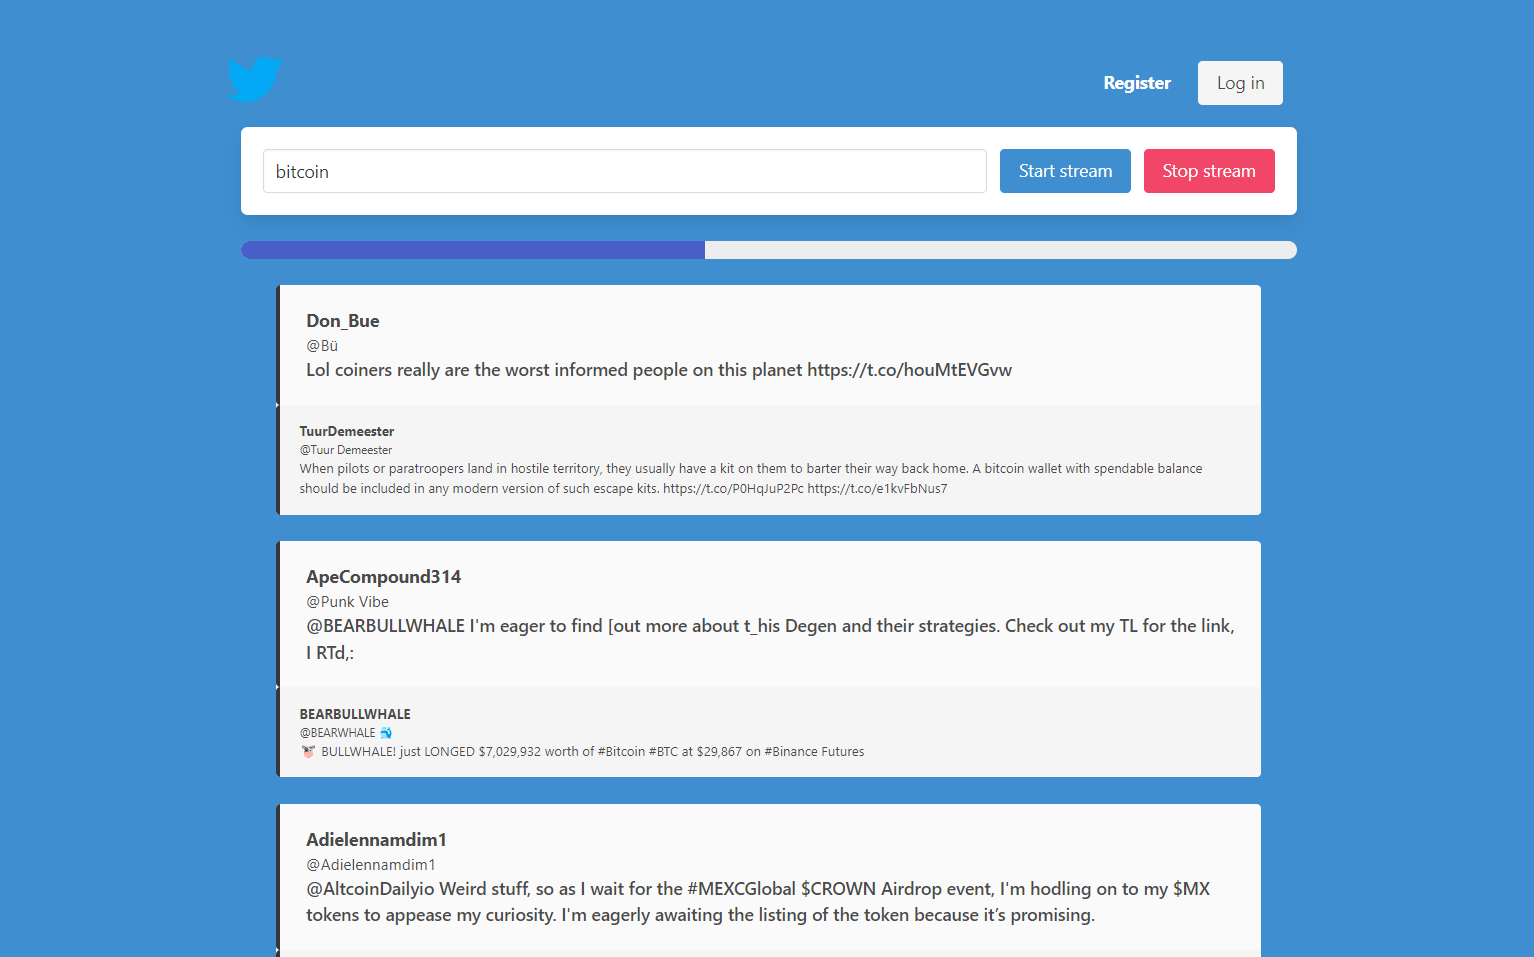 Register
Log in
bitcoin
Start stream
Stop stream
Don_Bue
@Bü
Lol coiners really are the worst informed people on this planet https://t.co/houMtEVGvw
TuurDemeester
@Tuur Demeester
When pilots or paratroopers land in hostile territory, they usually have a kit on them to barter their way back home. A bitcoin wallet with spendable balance
should be included in any modern version of such escape kits. https://t.co/P0HqJuP2Pc https://t.co/e1kvFbNus7
ApeCompound314
@Punk Vibe
@BEARBULLWHALE I'm eager to find [out more about t_his Degen and their strategies. Check out my TL for the link,
I RTd,:
BEARBULLWHALE
@BEARWHALE 🐳
🐮 BULLWHALE! just LONGED $7,029,932 worth of #Bitcoin #BTC at $29,867 on #Binance Futures
Adielennamdim1
@Adielennamdim1
@AltcoinDailyio Weird stuff, so as I wait for the #MEXCGlobal $CROWN Airdrop event, I'm hodling on to my $MX
tokens to appease my curiosity. I'm eagerly awaiting the listing of the token because it’s promising.